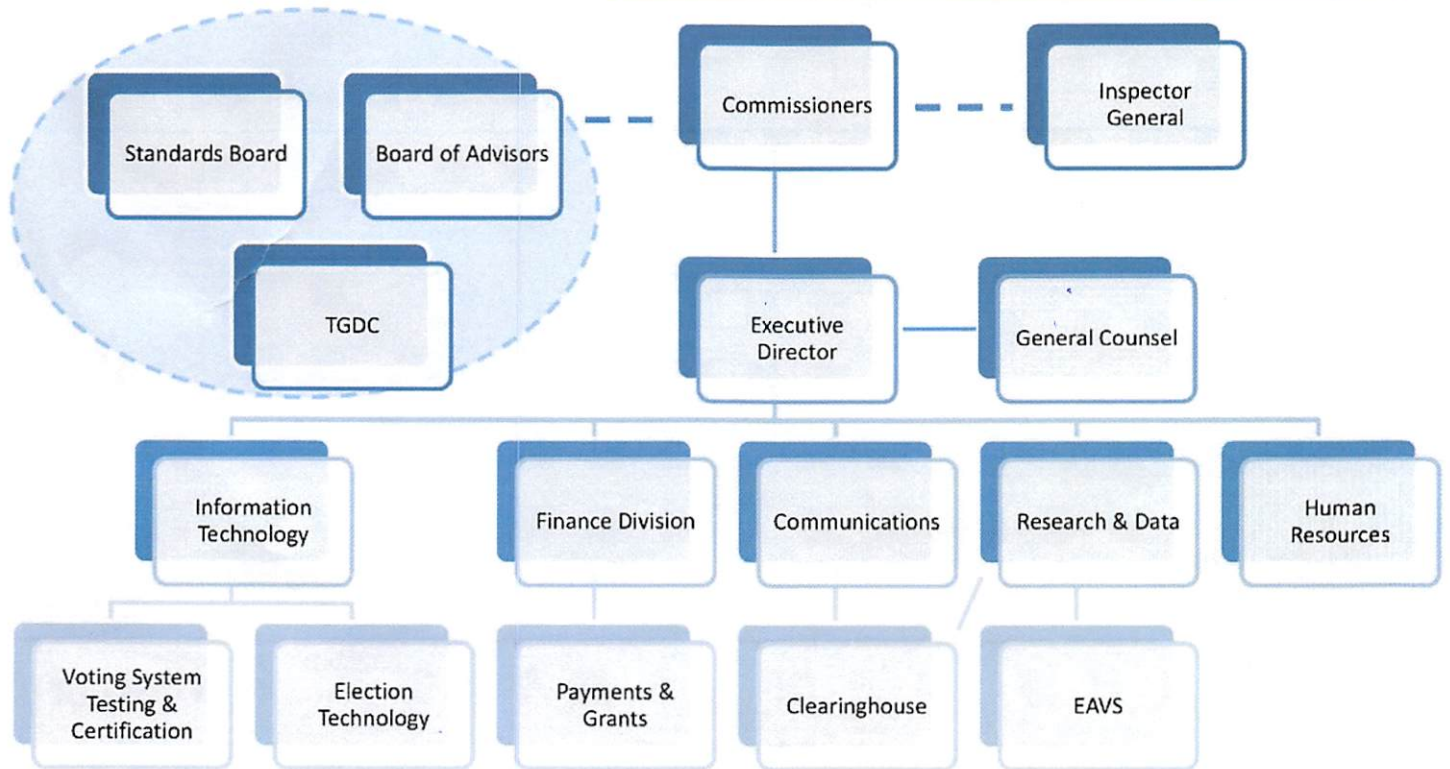 Commissioners
Inspector
General
Standards Board
Board of Advisors
TGDC
Executive
Director
General Counsel
Information
Technology
Finance Division
Communications
Research & Data
Human
Resources
Voting System
Testing &
Certification
Election
Technology
Payments &
Grants
Clearinghouse
EAVS